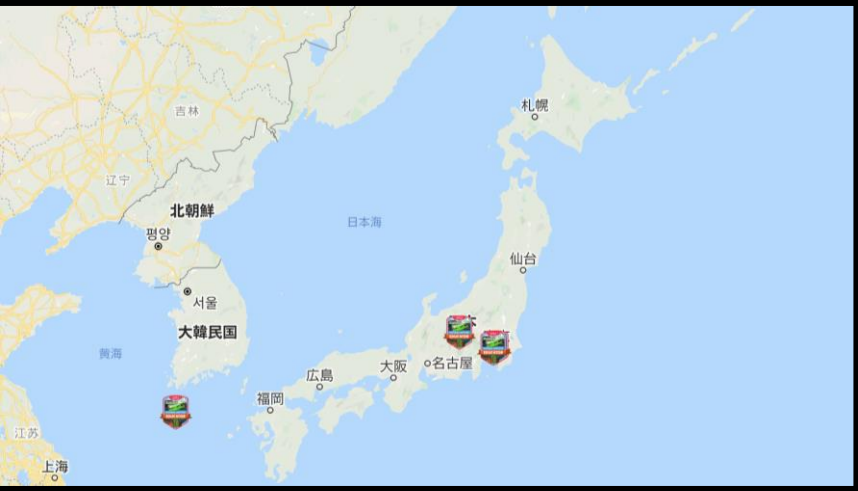 札幌
吉林
辽宁
北朝鮮
日本海
평양
仙台
서울
大韓民国
黄海
大阪
名古屋
広島
福岡
江苏
上海